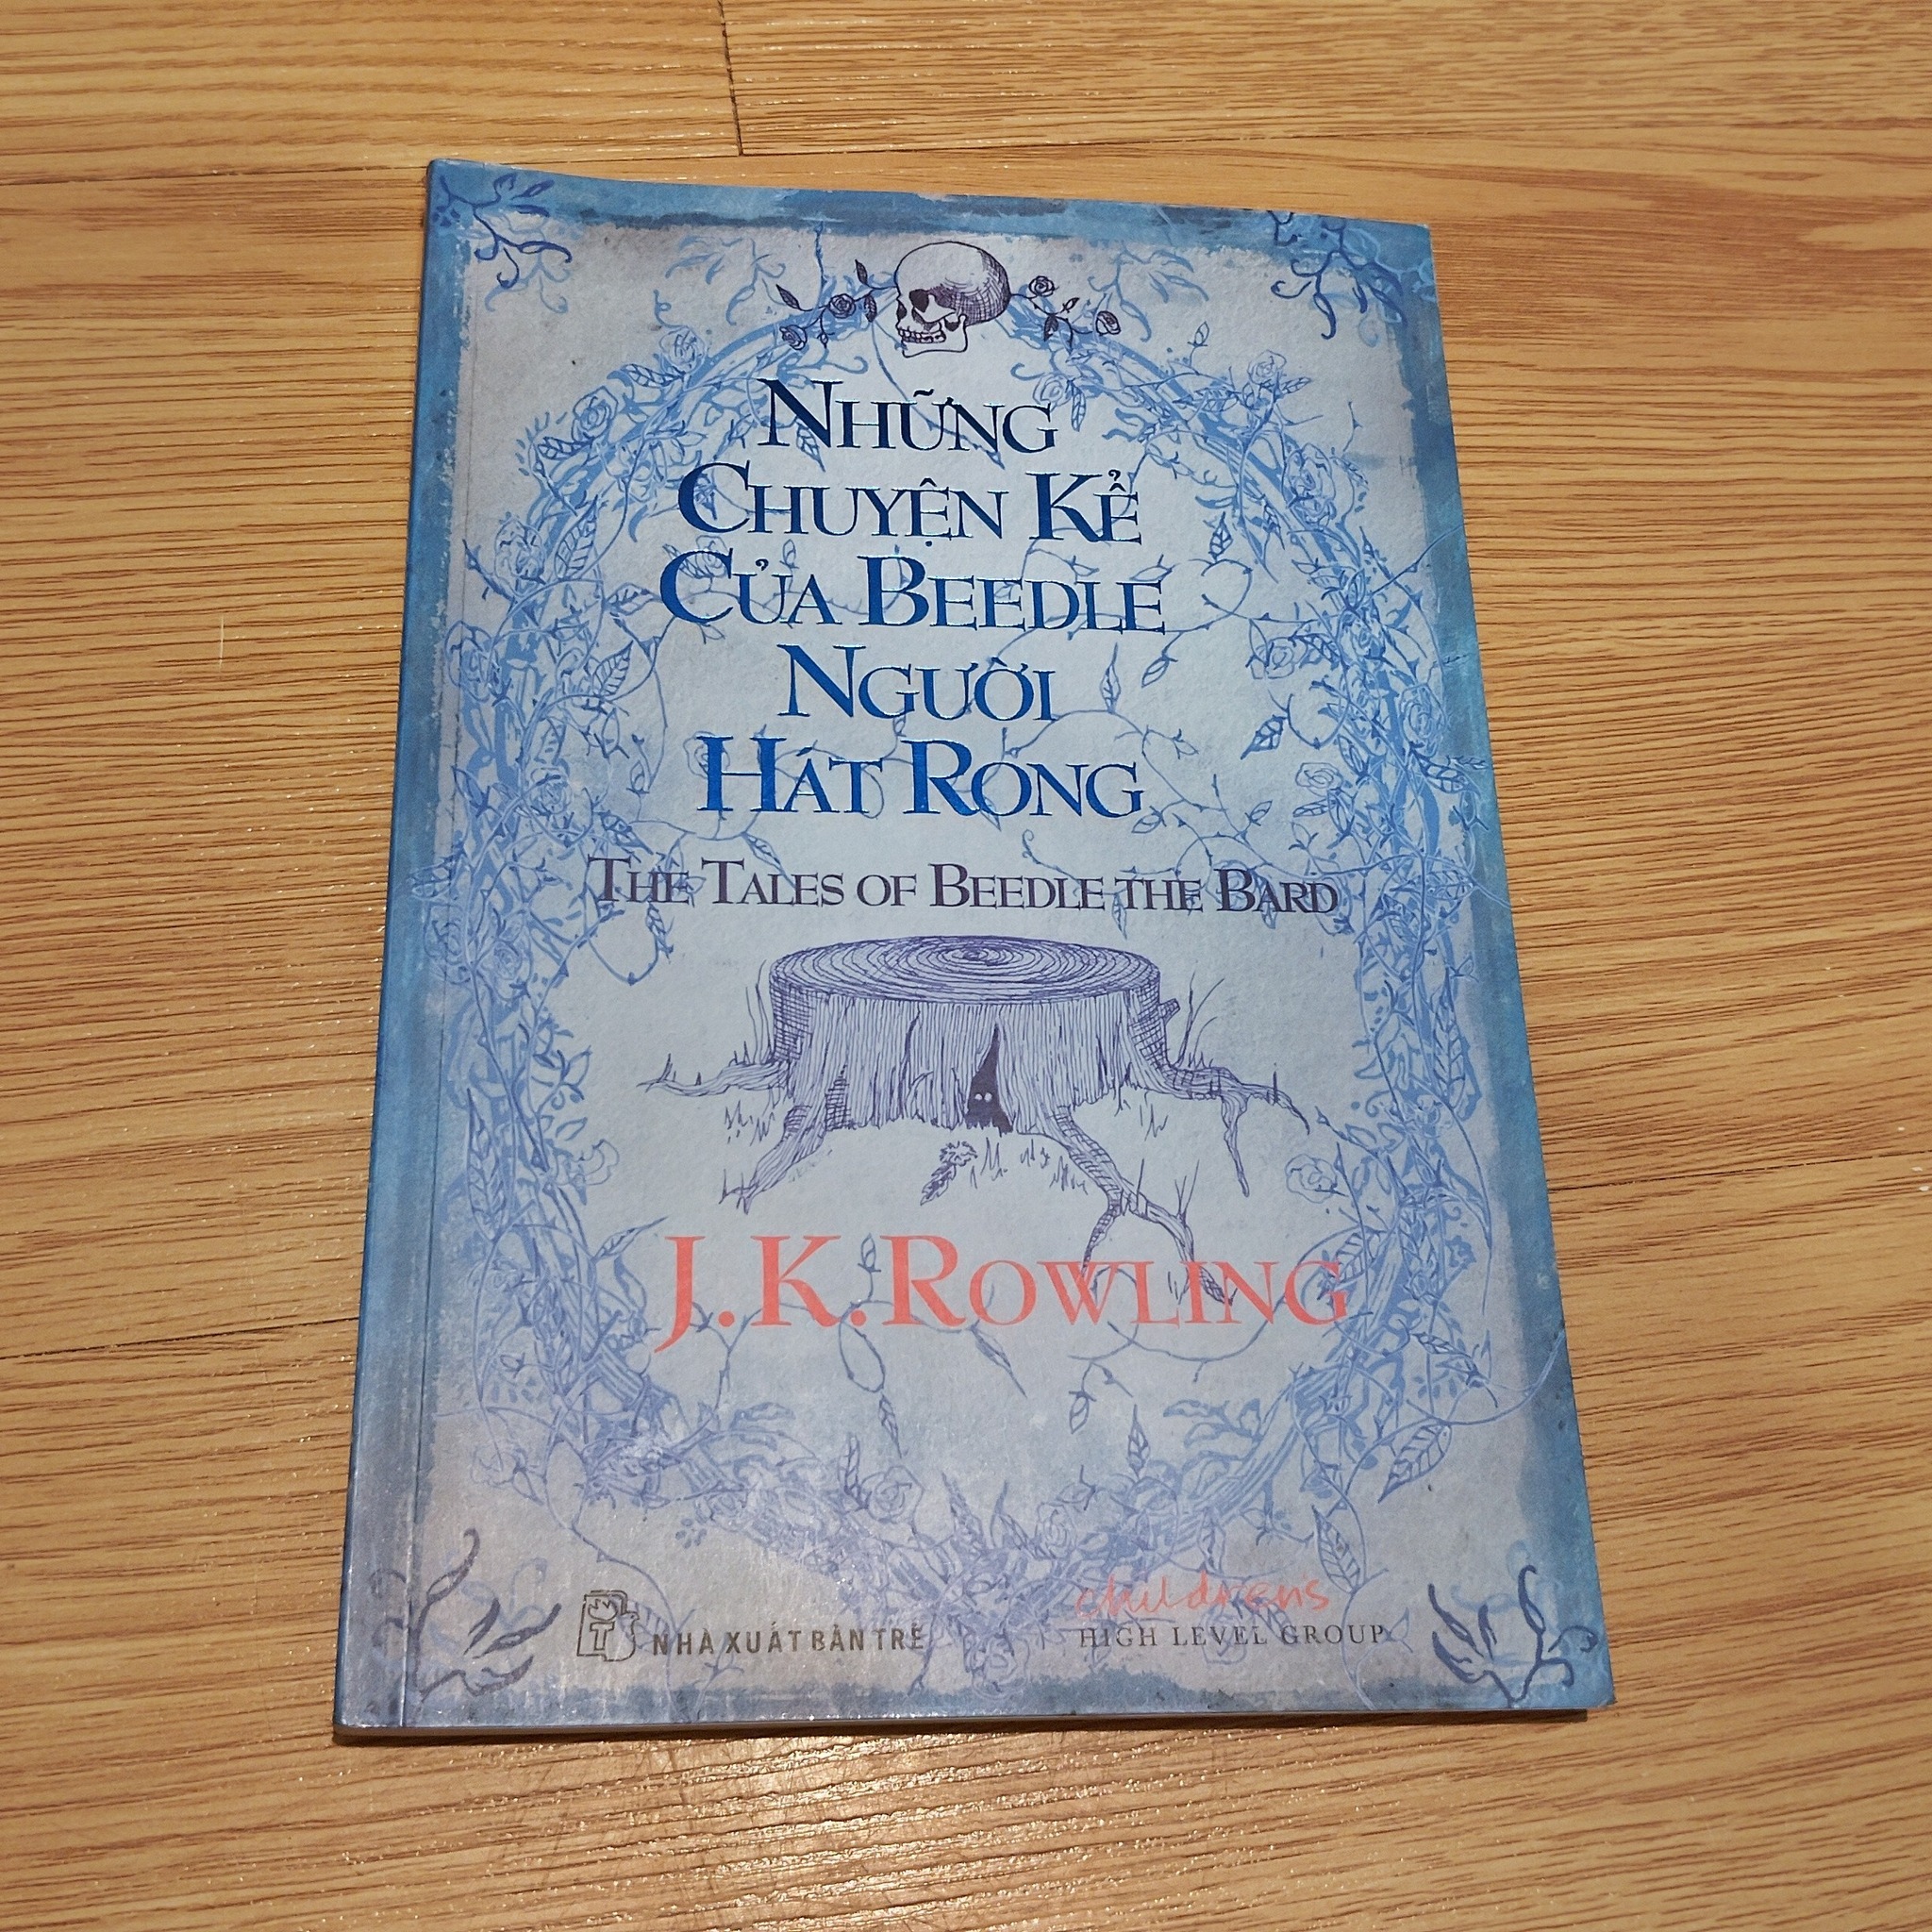 NHỮNG
CHUYỆN KỂ
CỦA BEEDLE
NGƯỜI
HÁT RONG
THE TALES OF BEEDLE THE BARD
J.K.ROWLING
NHÀ XUẤT BẢN TRẺ
children's
HIGH LEVEL GROUP